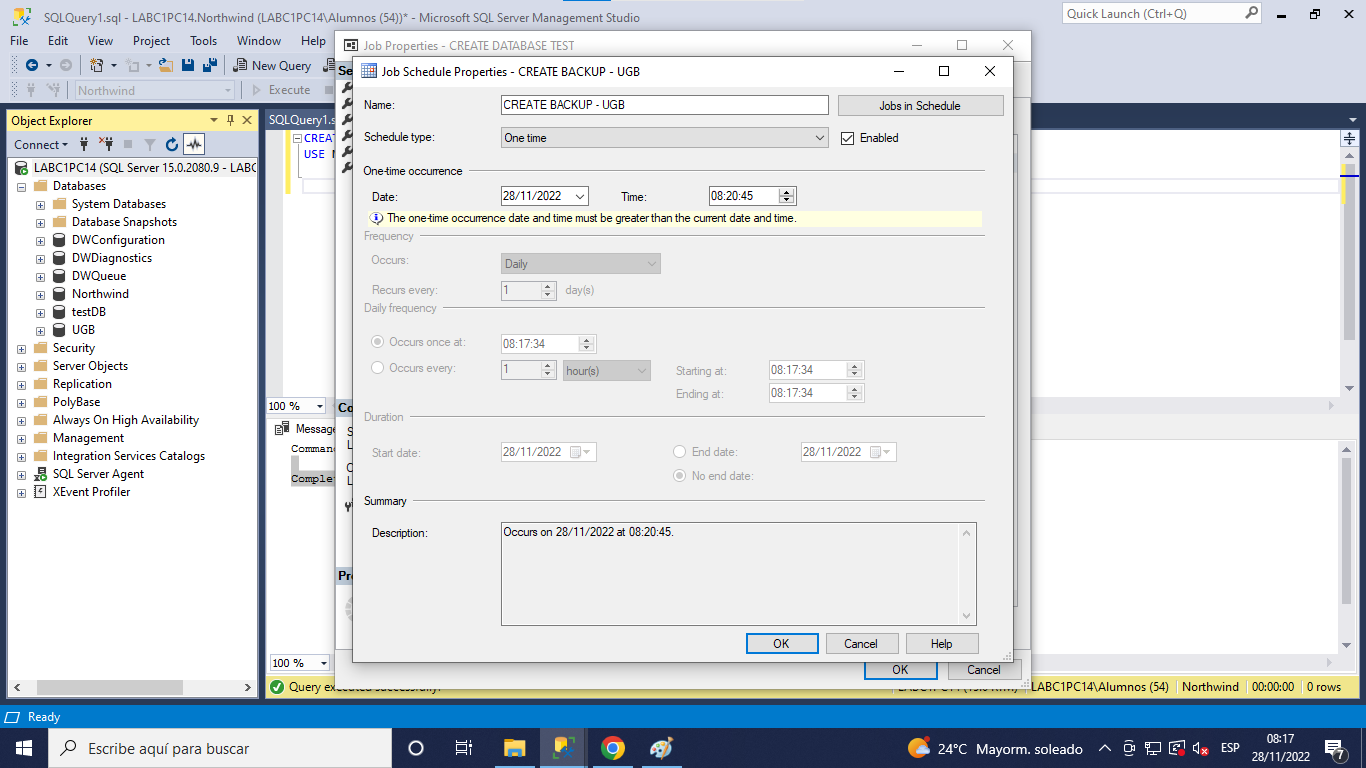 SQLQuery1.sql - LABC1PC14.Northwind (LABC1PC14\Alumnos (54))* - Microsoft SQL Server Management Studio
Quick Launch (Ctrl+Q)
File Edit View Project Tools Window Help
New Query
Northwind
Execute
Object Explorer
Connect
LABC1PC14 (SQL Server 15.0.2080.9 - LABC
Databases
System Databases
Database Snapshots
DWConfiguration
DWDiagnostics
DWQueue
Northwind
testDB
UGB
Security
Server Objects
Replication
PolyBase
Always On High Availability
Management
Integration Services Catalogs
SQL Server Agent
XEvent Profiler
SQLQuery1.s
CREA
USE
100 %
Message
Comman
Complet
100 %
Query executed successfully.
LABC1PC14\Alumnos (54) Northwind 00:00:00 0 rows
Job Properties - CREATE DATABASE TEST
Se
Co
Pr
OK Cancel
Job Schedule Properties - CREATE BACKUP - UGB
Name: CREATE BACKUP - UGB Jobs in Schedule
Schedule type: One time Enabled
One-time occurrence
Date: 28/11/2022 Time: 08:20:45
The one-time occurrence date and time must be greater than the current date and time.
Frequency
Occurs: Daily
Recurs every: 1 day(s)
Daily frequency
Occurs once at: 08:17:34
Occurs every: 1 hour(s) Starting at: 08:17:34
Ending at: 08:17:34
Duration
Start date: 28/11/2022 End date: 28/11/2022
No end date:
Summary
Description: Occurs on 28/11/2022 at 08:20:45.
OK Cancel Help
Ready
Escribe aquí para buscar
24°C Mayorm. soleado
ESP
08:17
28/11/2022
7